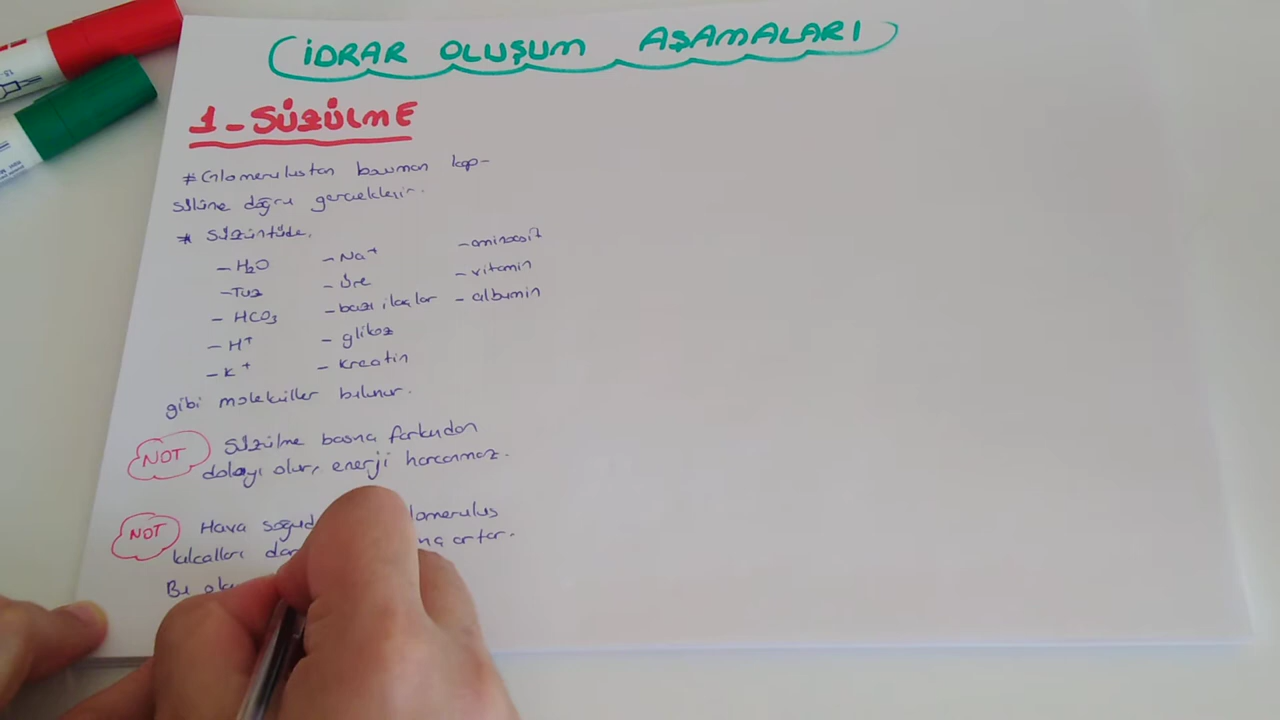 İDRAR OLUŞUM AŞAMALARI
1-SÜZÜLME
* Glomerulustan bowman kap-
sülüne doğru gerçekleşir.
* Süzüntüde,
- H₂O
- Tuz
- HCO₃
- H⁺
- K⁺
- Na⁺
- Üre
- bazı ilaçlar
- glikoz
- kreatin
- aminoasit
- vitamin
- albumin
gibi moleküller bulunur.
NOT Süzülme basınç farkından
dolayı olur, enerji harcanmaz.
NOT Hava
kılcalları artar.
Bu